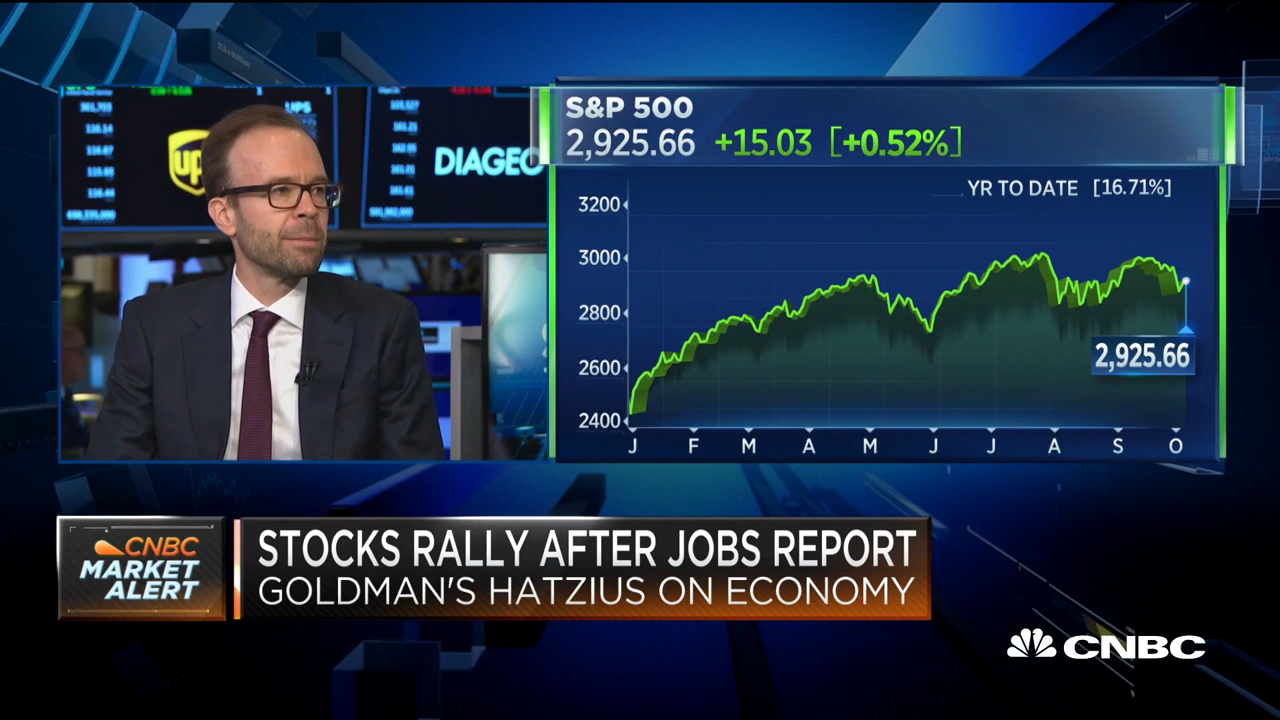 ups
UPS
DIAGEO
S&P 500
2,925.66 +15.03 [+0.52%]
YR TO DATE [16.71%]
3200
3000
2800
2600
2400
2,925.66
J F M A M J J A S O
CNBC
MARKET
ALERT
STOCKS RALLY AFTER JOBS REPORT
GOLDMAN'S HATZIUS ON ECONOMY
CNBC